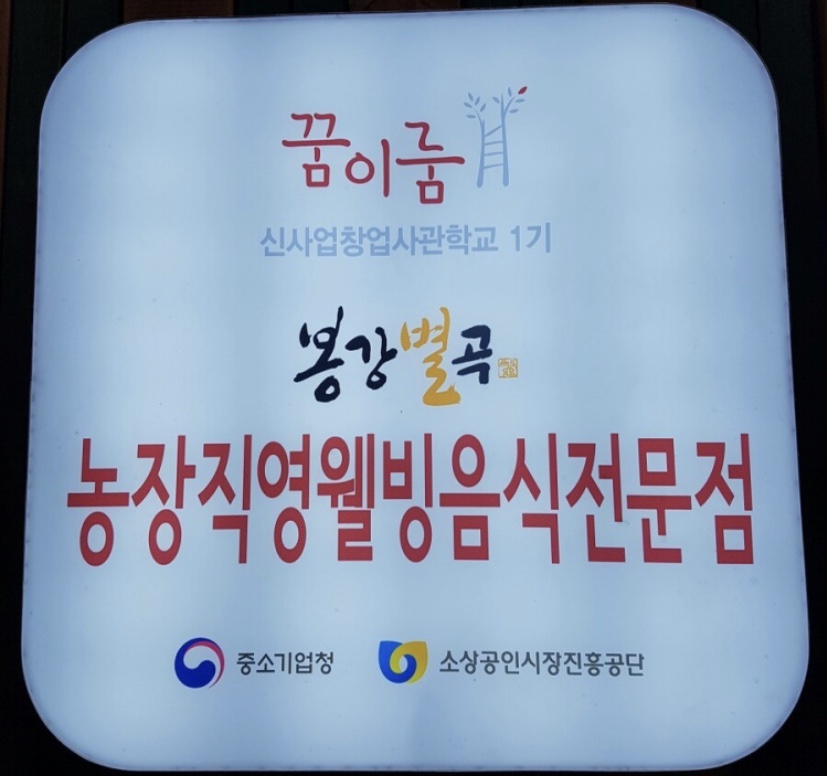 꿈이룸
신사업창업사관학교 1기
봉강별곡
농장직영웰빙음식전문점
중소기업청 소상공인시장진흥공단